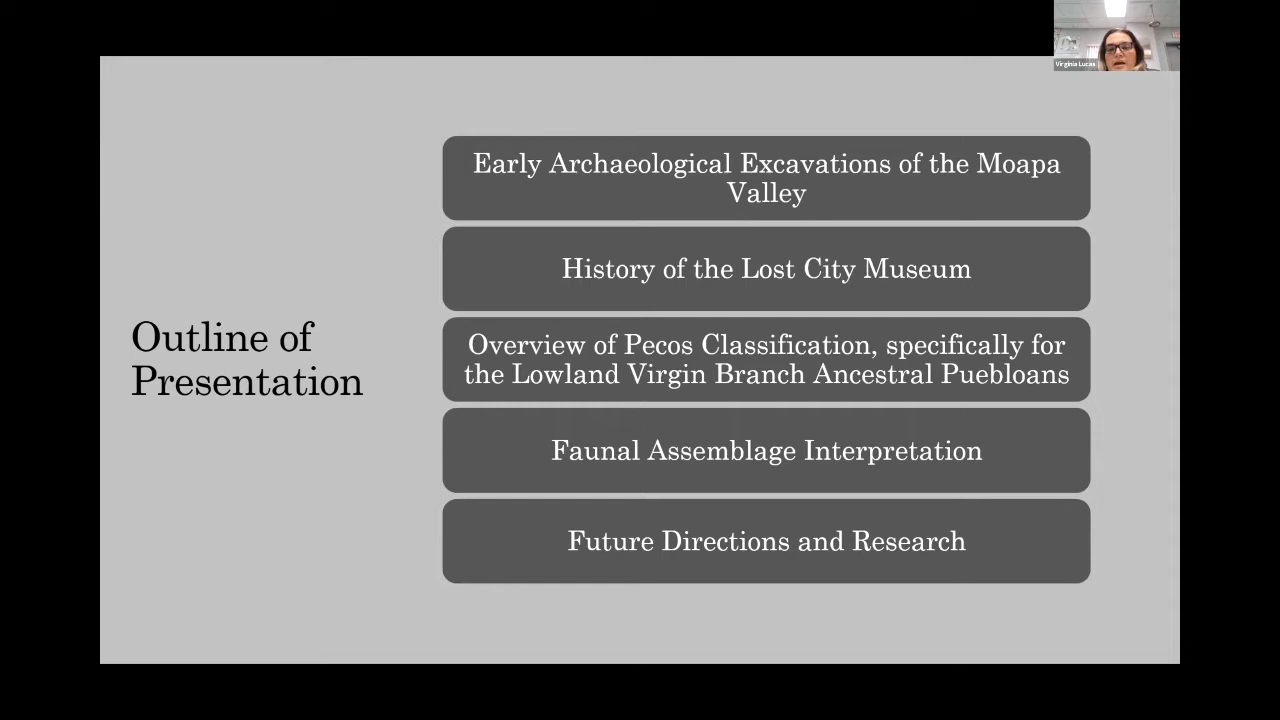 Virginia Lucas
Outline of
Presentation
Early Archaeological Excavations of the Moapa
Valley
History of the Lost City Museum
Overview of Pecos Classification, specifically for
the Lowland Virgin Branch Ancestral Puebloans
Faunal Assemblage Interpretation
Future Directions and Research